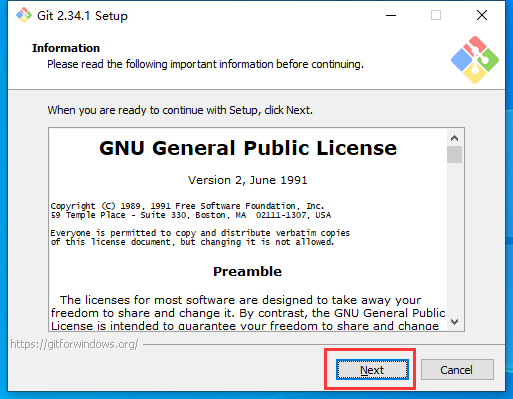 Git 2.34.1 Setup
Information
Please read the following important information before continuing.
When you are ready to continue with Setup, click Next.
GNU General Public License
Version 2, June 1991
Copyright (C) 1989, 1991 Free Software Foundation, Inc.
59 Temple Place - Suite 330, Boston, MA  02111-1307, USA
Everyone is permitted to copy and distribute verbatim copies
of this license document, but changing it is not allowed.
Preamble
The licenses for most software are designed to take away your
freedom to share and change it. By contrast, the GNU General Public
License is intended to guarantee your freedom to share and change
https://gitforwindows.org/
Next
Cancel